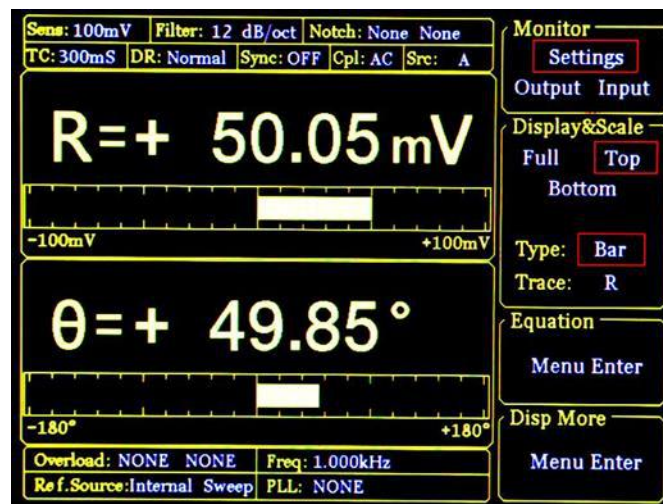 Sens: 100mV Filter: 12 dB/oct Notch: None None
TC: 300mS DR: Normal Sync: OFF Cpl: AC Src: A
R=+ 50.05 mV
-100mV +100mV
θ=+ 49.85°
-180° +180°
Overload: NONE NONE Freq: 1.000kHz
Ref.Source:Internal Sweep PLL: NONE
Monitor
Settings
Output Input
Display&Scale
Full Top
Bottom
Type: Bar
Trace: R
Equation
Menu Enter
Disp More
Menu Enter